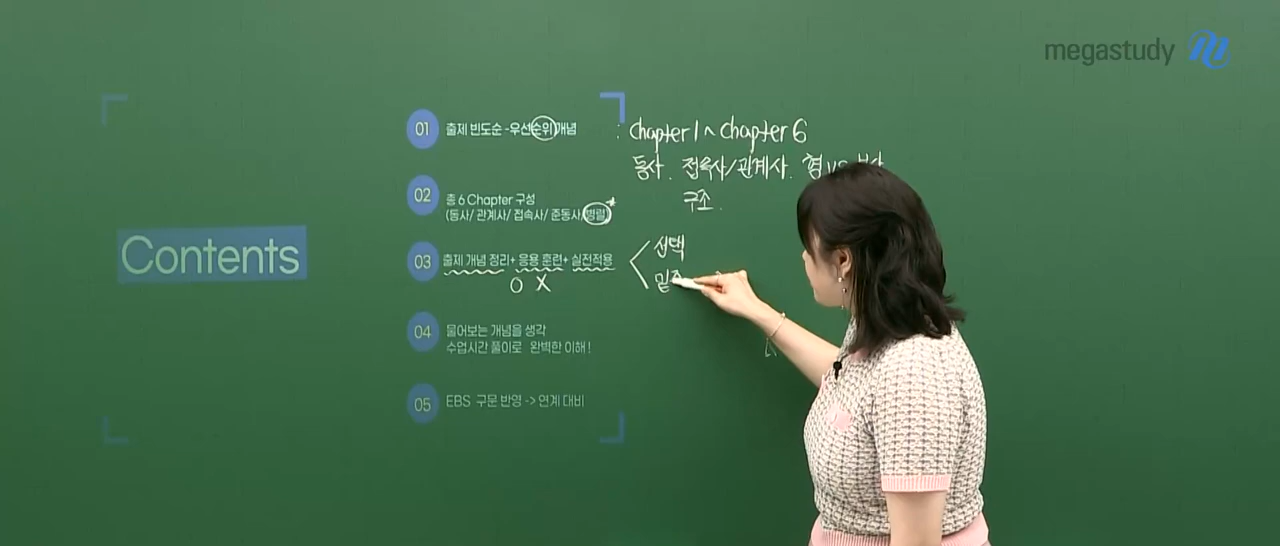 megastudy
Contents
01 출제 빈도순 -우선순위 개념
: chapter 1 ~ chapter 6
동사. 접속사/관계사. 형 vs
구조.
02 총 6 Chapter 구성
(동사/ 관계사/ 접속사/ 준동사/ 병렬)
03 출제 개념 정리+ 응용 훈련+ 실전적용
O X
선택
밑
04 물어보는 개념을 생각
수업시간 풀이로 완벽한 이해!
05 EBS 구문 반영 -> 연계 대비